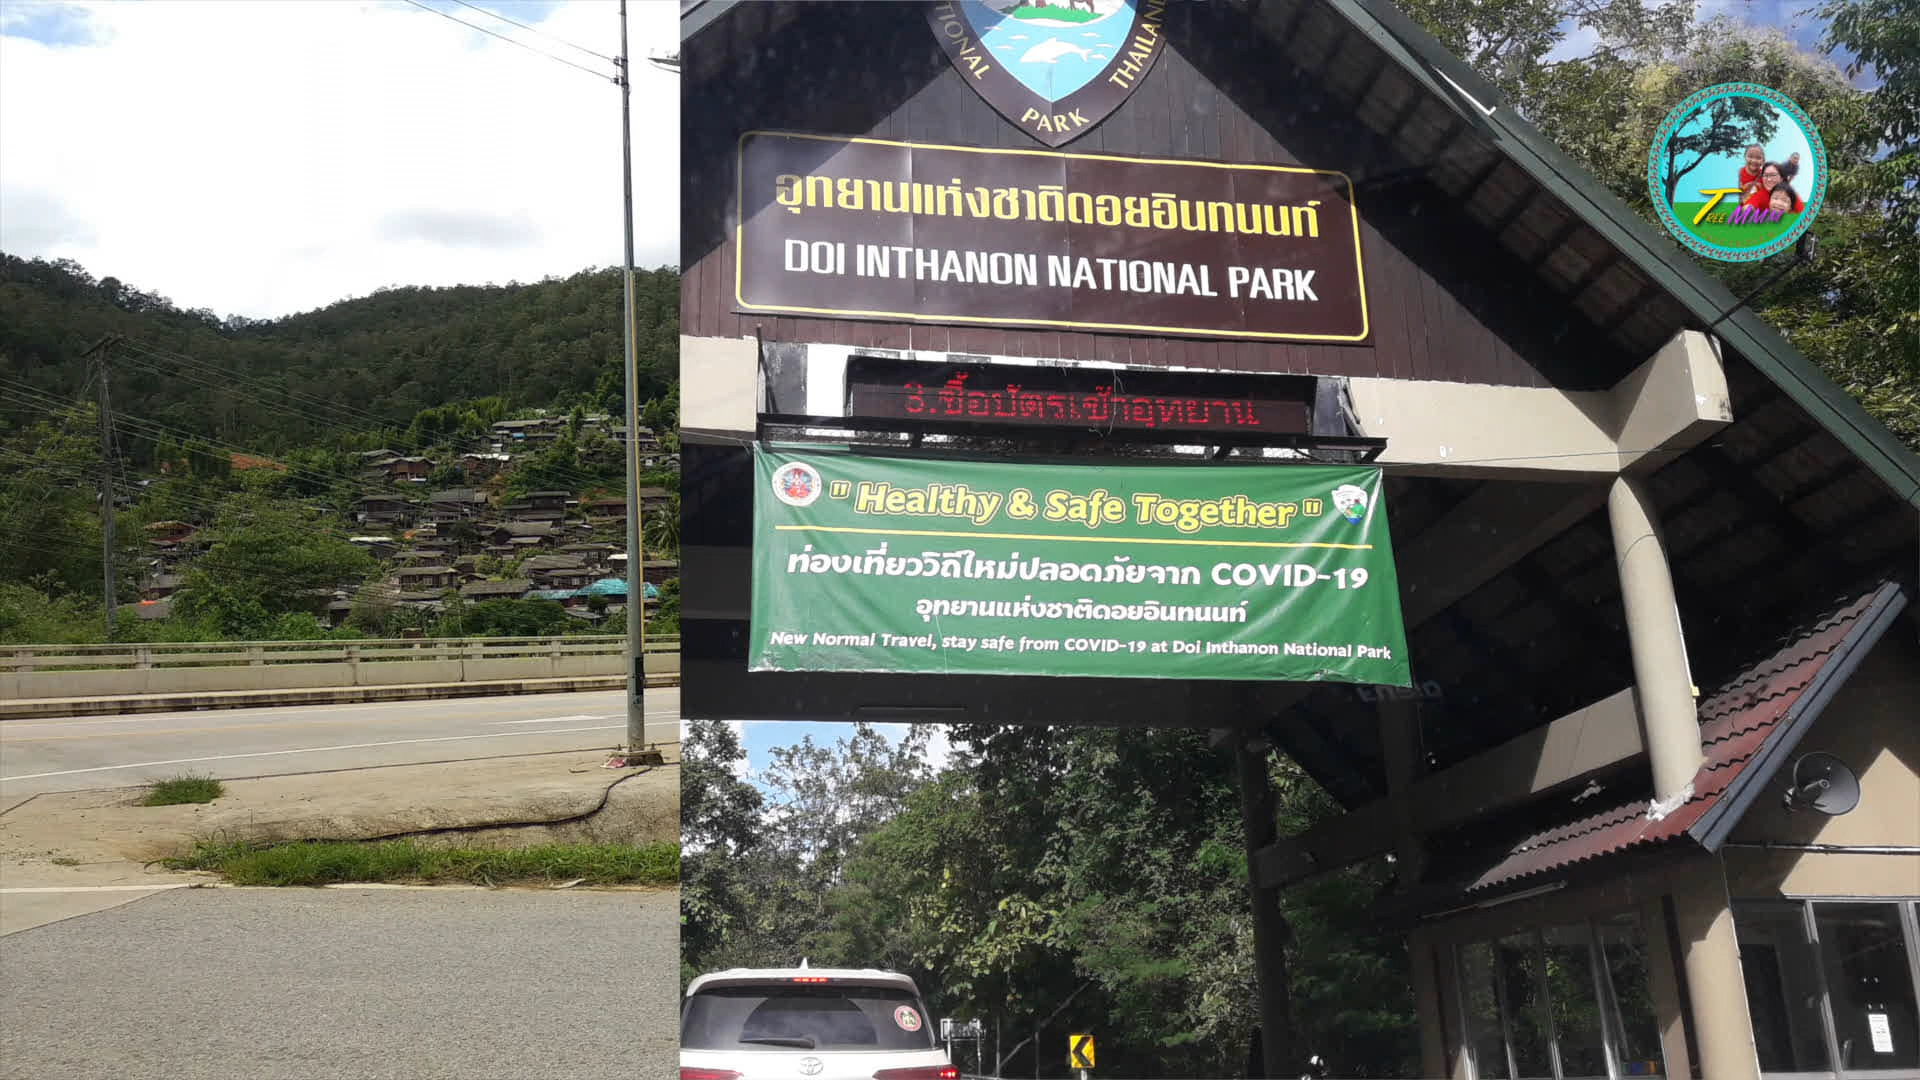 NATIONAL PARK THAILAND
อุทยานแห่งชาติดอยอินทนนท์
DOI INTHANON NATIONAL PARK
3.ซื้อบัตรเข้าอุทยาน
" Healthy & Safe Together "
ท่องเที่ยววิถีใหม่ปลอดภัยจาก COVID-19
อุทยานแห่งชาติดอยอินทนนท์
New Normal Travel, stay safe from COVID-19 at Doi Inthanon National Park
TREE MMM